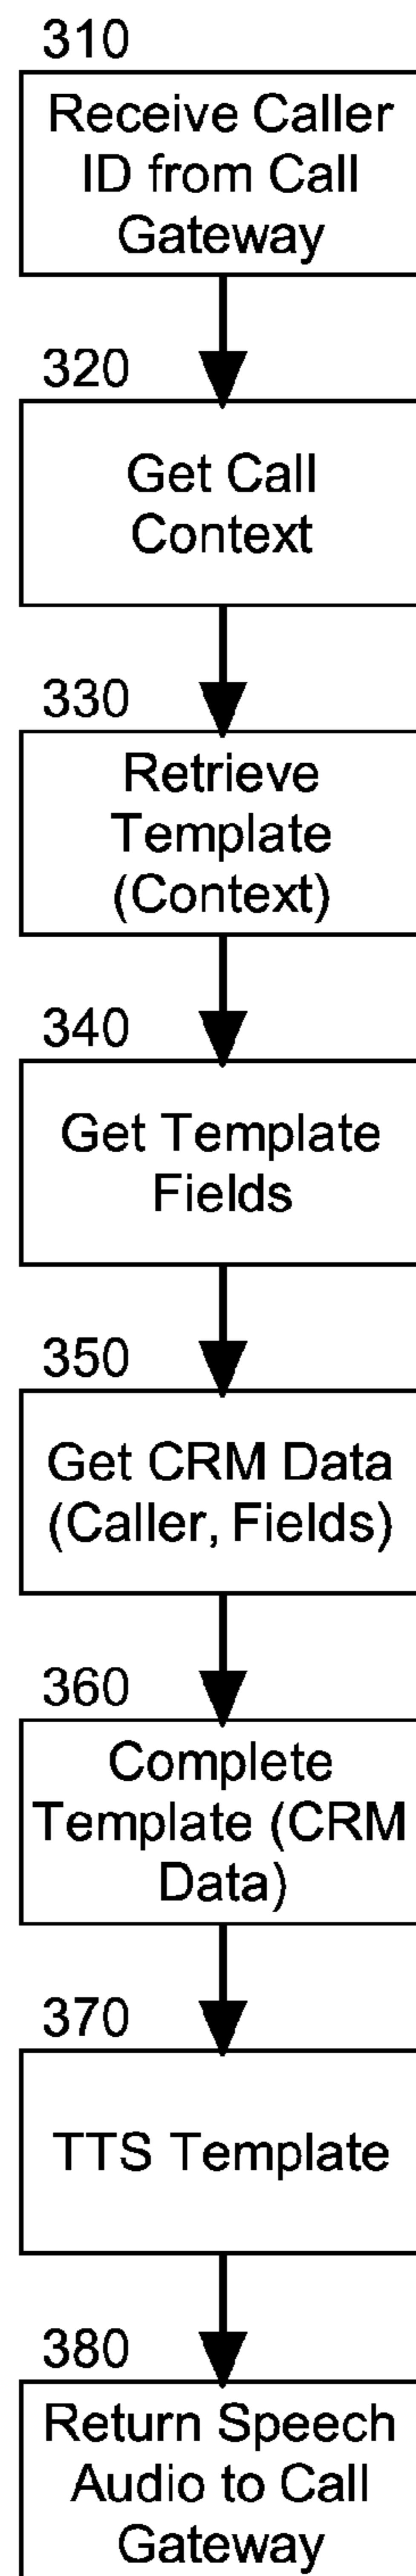 310
Receive Caller
ID from Call
Gateway
320
Get Call
Context
330
Retrieve
Template
(Context)
340
Get Template
Fields
350
Get CRM Data
(Caller, Fields)
360
Complete
Template (CRM
Data)
370
TTS Template
380
Return Speech
Audio to Call
Gateway